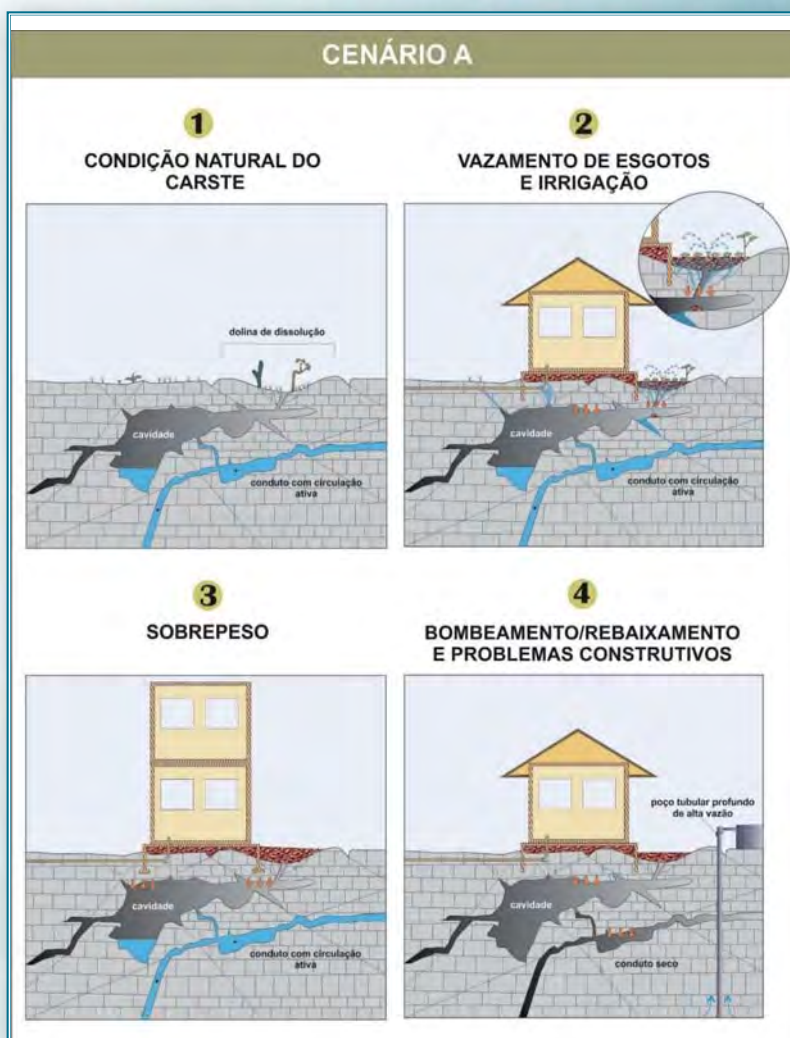 CENÁRIO A
1
CONDIÇÃO NATURAL DO
CARSTE
dolina de dissolução
cavidade
conduto com circulação
ativa
2
VAZAMENTO DE ESGOTOS
E IRRIGAÇÃO
cavidade
conduto com circulação
ativa
3
SOBREPESO
cavidade
conduto com circulação
ativa
4
BOMBEAMENTO/REBAIXAMENTO
E PROBLEMAS CONSTRUTIVOS
poço tubular profundo
de alta vazão
cavidade
conduto seco